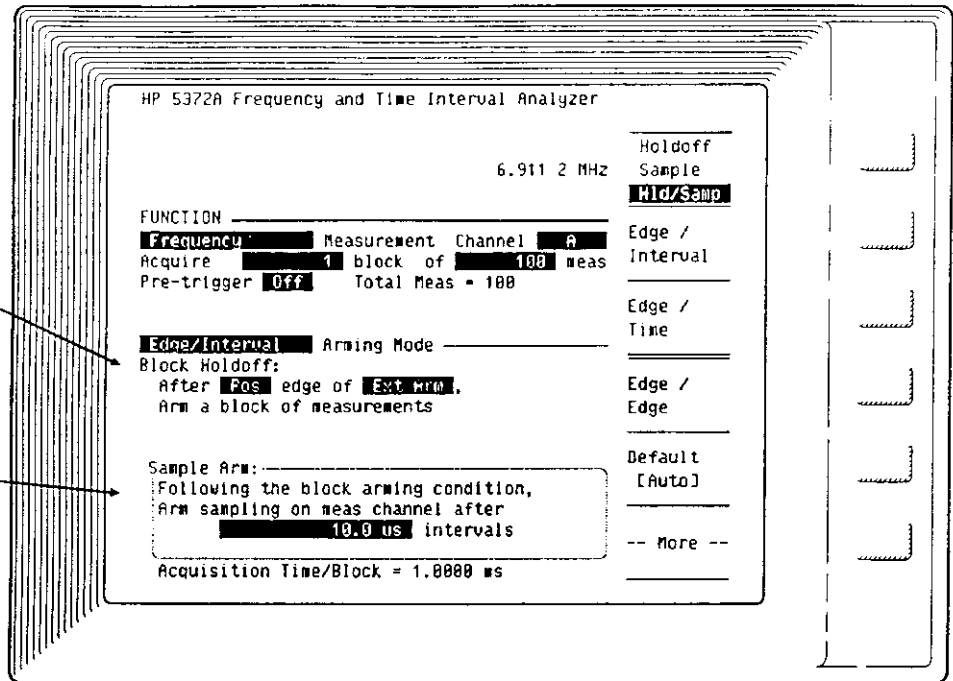 HP 5372A Frequency and Time Interval Analyzer
6.911 2 MHz
FUNCTION
Frequency Measurement Channel A
Acquire 1 block of 100 meas
Pre-trigger Off Total Meas = 100
Edge/Interval Arming Mode
Block Holdoff:
After Pos edge of Ext Arm,
Arm a block of measurements
Sample Arm:
Following the block arming condition,
Arm sampling on meas channel after
10.0 us intervals
Acquisition Time/Block = 1.0000 ms
Holdoff
Sample
Hld/Samp
Edge /
Interval
Edge /
Time
Edge /
Edge
Default
[Auto]
-- More --